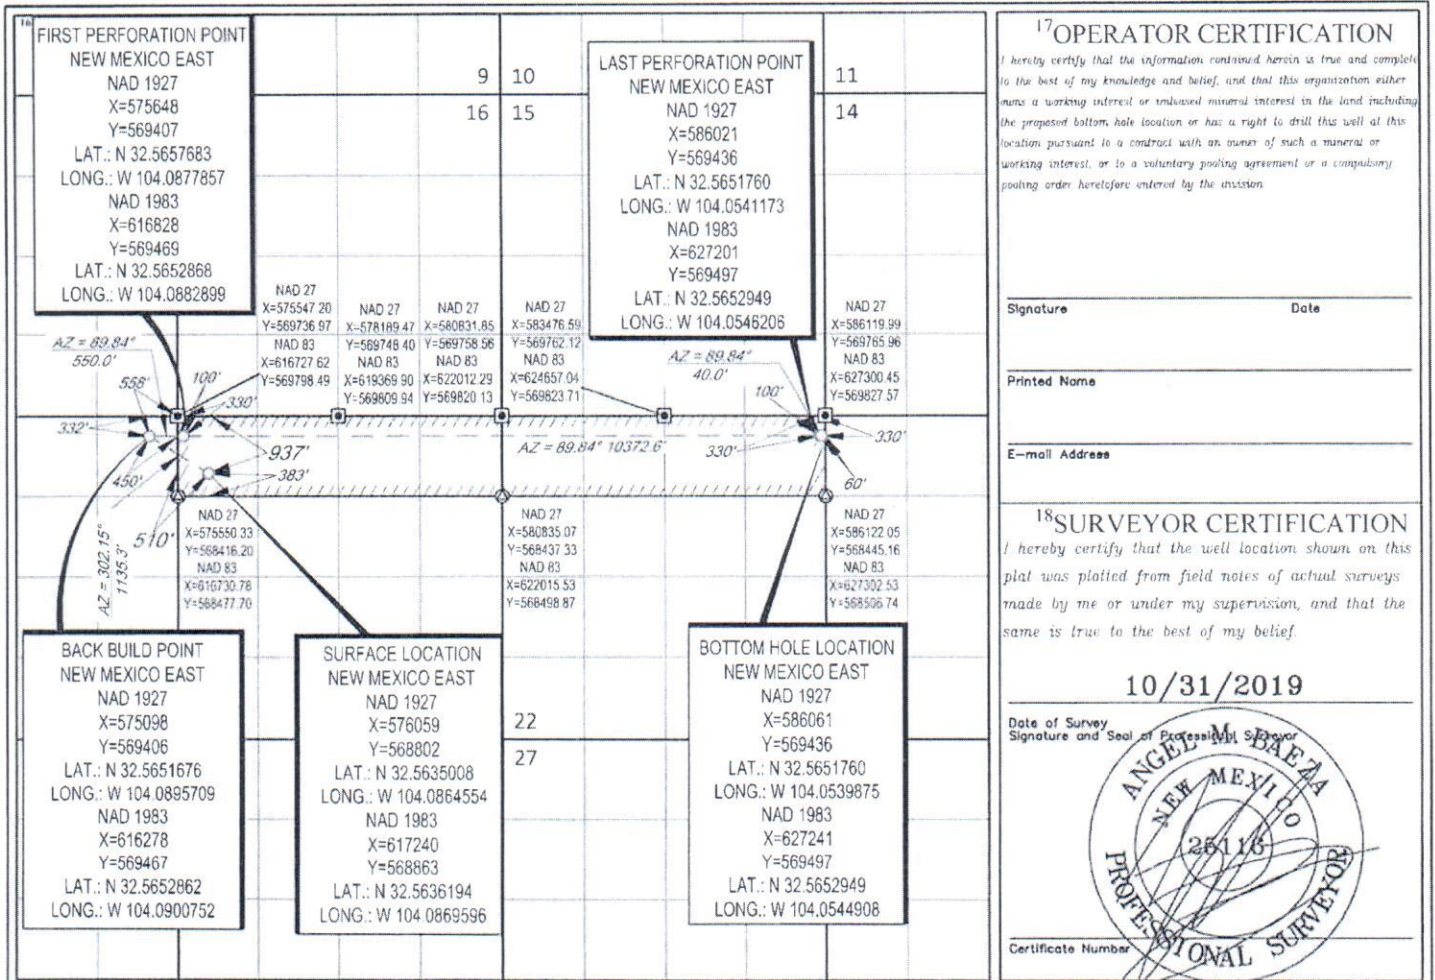 16
FIRST PERFORATION POINT
NEW MEXICO EAST
NAD 1927
X=575648
Y=569407
LAT.: N 32.5657683
LONG.: W 104.0877857
NAD 1983
X=616828
Y=569469
LAT.: N 32.5652868
LONG.: W 104.0882899
9 10
16 15
LAST PERFORATION POINT
NEW MEXICO EAST
NAD 1927
X=586021
Y=569436
LAT.: N 32.5651760
LONG.: W 104.0541173
NAD 1983
X=627201
Y=569497
LAT.: N 32.5652949
LONG.: W 104.0546206
11
14
NAD 27
X=575547.20
Y=569736.97
NAD 83
X=616727.62
Y=569798.49
NAD 27
X=578189.47
Y=569748.40
NAD 83
X=619369.90
Y=569809.94
NAD 27
X=580831.85
Y=569758.56
NAD 83
X=622012.29
Y=569820.13
NAD 27
X=583476.59
Y=569762.12
NAD 83
X=624657.04
Y=569823.71
NAD 27
X=586119.99
Y=569765.96
NAD 83
X=627300.45
Y=569827.57
AZ = 89.84°
550.0'
558'
100'
330'
332'
937'
383'
450'
510'
AZ = 302.15°
1135.3'
AZ = 89.84° 10372.6'
AZ = 89.84°
40.0'
100'
330'
330'
60'
NAD 27
X=575550.33
Y=568416.20
NAD 83
X=616730.78
Y=568477.70
NAD 27
X=580835.07
Y=568437.33
NAD 83
X=622015.53
Y=568498.87
NAD 27
X=586122.05
Y=568445.16
NAD 83
X=627302.53
Y=568506.74
BACK BUILD POINT
NEW MEXICO EAST
NAD 1927
X=575098
Y=569406
LAT.: N 32.5651676
LONG.: W 104.0895709
NAD 1983
X=616278
Y=569467
LAT.: N 32.5652862
LONG.: W 104.0900752
SURFACE LOCATION
NEW MEXICO EAST
NAD 1927
X=576059
Y=568802
LAT.: N 32.5635008
LONG.: W 104.0864554
NAD 1983
X=617240
Y=568863
LAT.: N 32.5636194
LONG.: W 104.0869596
22
27
BOTTOM HOLE LOCATION
NEW MEXICO EAST
NAD 1927
X=586061
Y=569436
LAT.: N 32.5651760
LONG.: W 104.0539875
NAD 1983
X=627241
Y=569497
LAT.: N 32.5652949
LONG.: W 104.0544908
17 OPERATOR CERTIFICATION
I hereby certify that the information contained herein is true and complete
to the best of my knowledge and belief, and that this organization either
owns a working interest or unleased mineral interest in the land including
the proposed bottom hole location or has a right to drill this well at this
location pursuant to a contract with an owner of such a mineral or
working interest, or to a voluntary pooling agreement or a compulsory
pooling order heretofore entered by the division
Signature Date
Printed Name
E-mail Address
18 SURVEYOR CERTIFICATION
I hereby certify that the well location shown on this
plat was plotted from field notes of actual surveys
made by me or under my supervision, and that the
same is true to the best of my belief.
10/31/2019
Date of Survey
Signature and Seal of Professional Surveyor
ANGEL M. BAEZA
NEW MEXICO
25116
PROFESSIONAL SURVEYOR
Certificate Number